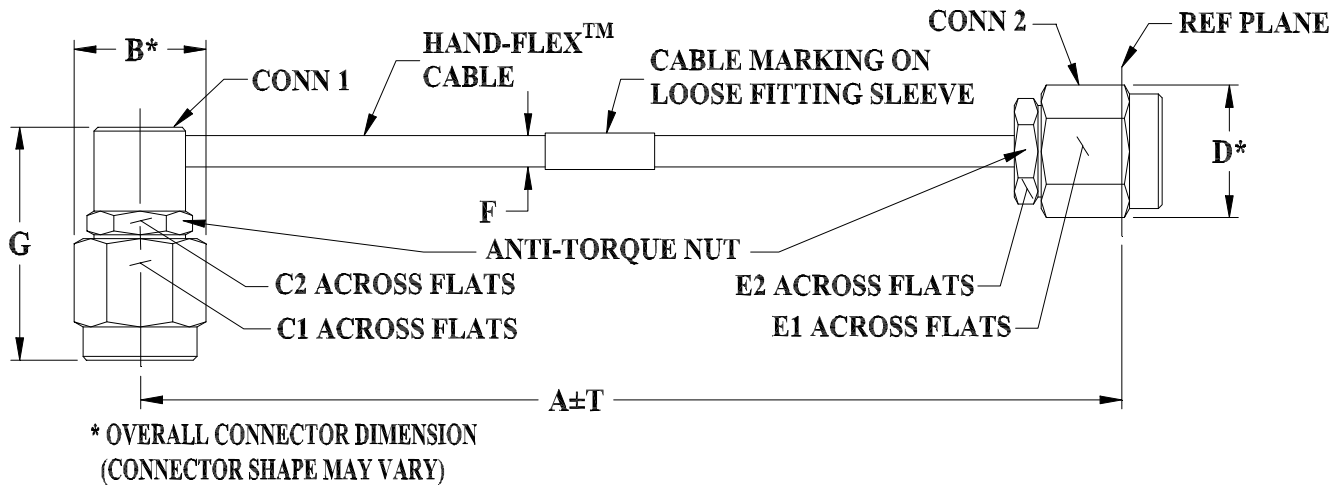 B*
CONN 1
HAND-FLEX™
CABLE
CABLE MARKING ON
LOOSE FITTING SLEEVE
CONN 2
REF PLANE
D*
F
G
ANTI-TORQUE NUT
C2 ACROSS FLATS
C1 ACROSS FLATS
E2 ACROSS FLATS
E1 ACROSS FLATS
A±T
* OVERALL CONNECTOR DIMENSION
(CONNECTOR SHAPE MAY VARY)